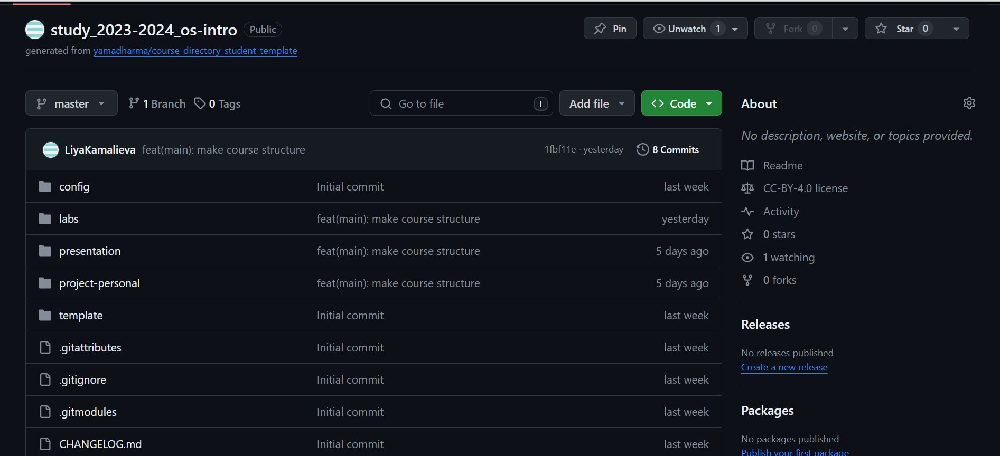 study_2023-2024_os-intro Public Pin Unwatch 1 Fork 0 Star 0
generated from yamadharma/course-directory-student-template
master 1 Branch 0 Tags Go to file t Add file Code
LiyaKamalieva feat(main): make course structure 1fbf11e · yesterday 8 Commits
config Initial commit last week
labs feat(main): make course structure yesterday
presentation feat(main): make course structure 5 days ago
project-personal feat(main): make course structure 5 days ago
template Initial commit last week
.gitattributes Initial commit last week
.gitignore Initial commit last week
.gitmodules Initial commit last week
CHANGELOG.md Initial commit last week
About
No description, website, or topics provided.
Readme
CC-BY-4.0 license
Activity
0 stars
1 watching
0 forks
Releases
No releases published
Create a new release
Packages
No packages published
Publish your first package